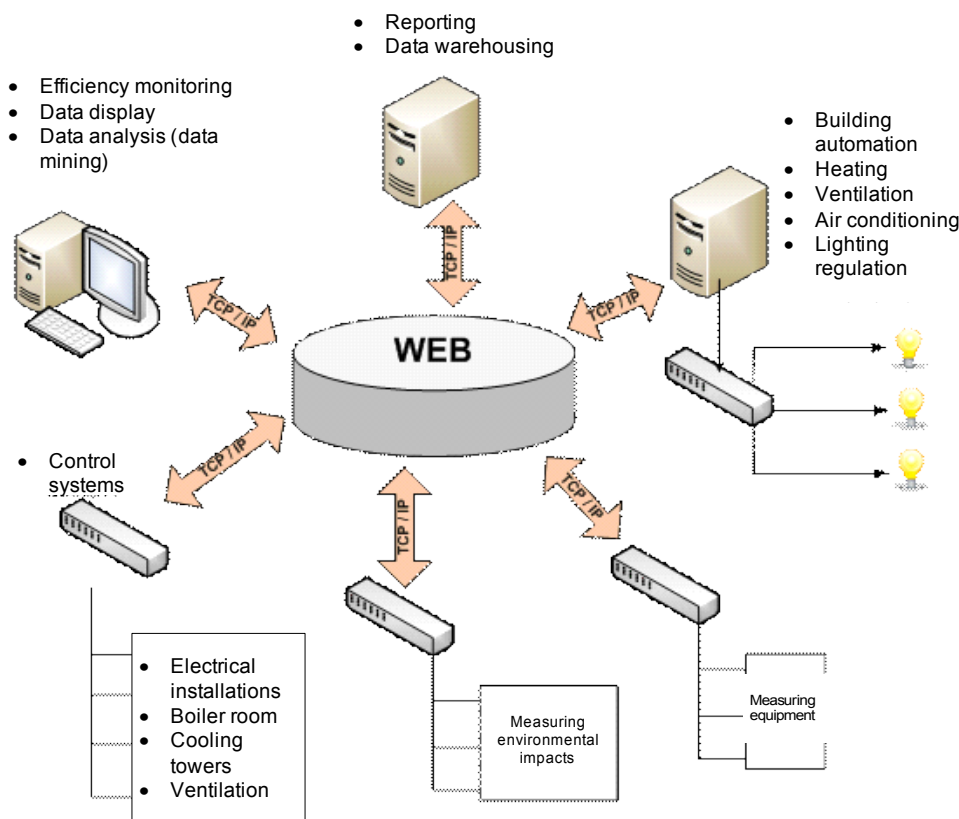 • Reporting
• Data warehousing
• Efficiency monitoring
• Data display
• Data analysis (data
mining)
• Building
automation
• Heating
• Ventilation
• Air conditioning
• Lighting
regulation
TCP / IP
TCP / IP
TCP / IP
WEB
• Control
systems
TCP / IP
TCP / IP
TCP / IP
• Electrical
installations
• Boiler room
• Cooling
towers
• Ventilation
Measuring
environmental
impacts
Measuring
equipment